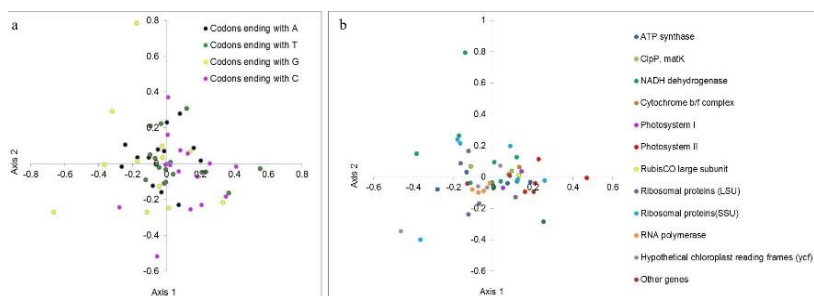 a
Codons ending with A
Codons ending with T
Codons ending with G
Codons ending with C
0.8
0.6
0.4
0.2
0
-0.2
-0.4
-0.6
-0.8 -0.6 -0.4 -0.2 0 0.2 0.4 0.6 0.8
Axis 2
Axis 1
b
1
0.8
0.6
0.4
0.2
0
-0.2
-0.4
-0.6
-0.6 -0.4 -0.2 0 0.2 0.4 0.6
Axis 2
Axis 1
ATP synthase
ClpP, matK
NADH dehydrogenase
Cytochrome b/f complex
Photosystem I
Photosystem II
RubisCO large subunit
Ribosomal proteins (LSU)
Ribosomal proteins(SSU)
RNA polymerase
Hypothetical chloroplast reading frames (ycf)
Other genes